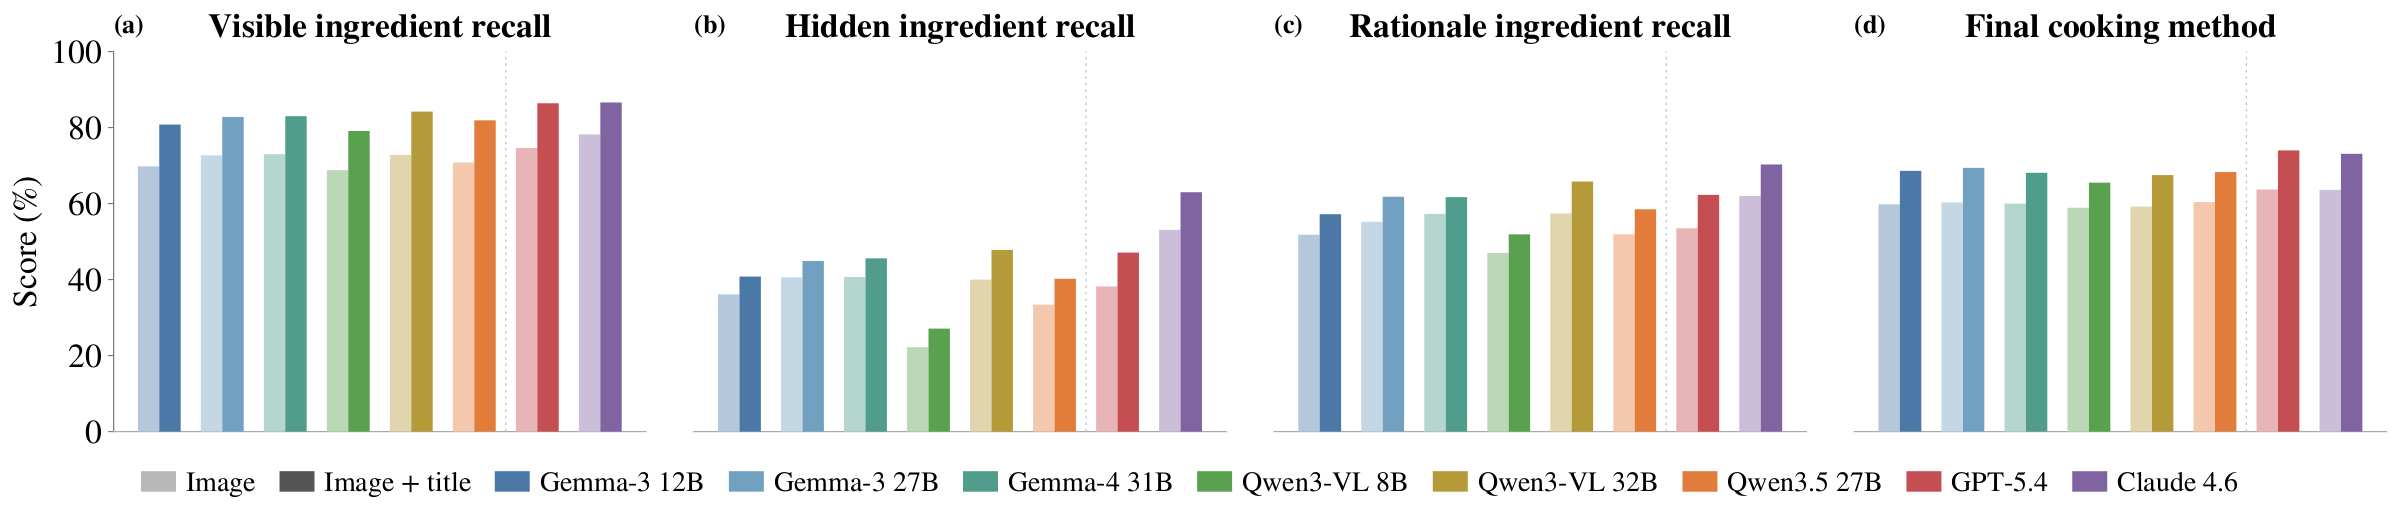 (a) Visible ingredient recall
(b) Hidden ingredient recall
(c) Rationale ingredient recall
(d) Final cooking method
Score (%)
100
80
60
40
20
0
Image
Image + title
Gemma-3 12B
Gemma-3 27B
Gemma-4 31B
Qwen3-VL 8B
Qwen3-VL 32B
Qwen3.5 27B
GPT-5.4
Claude 4.6